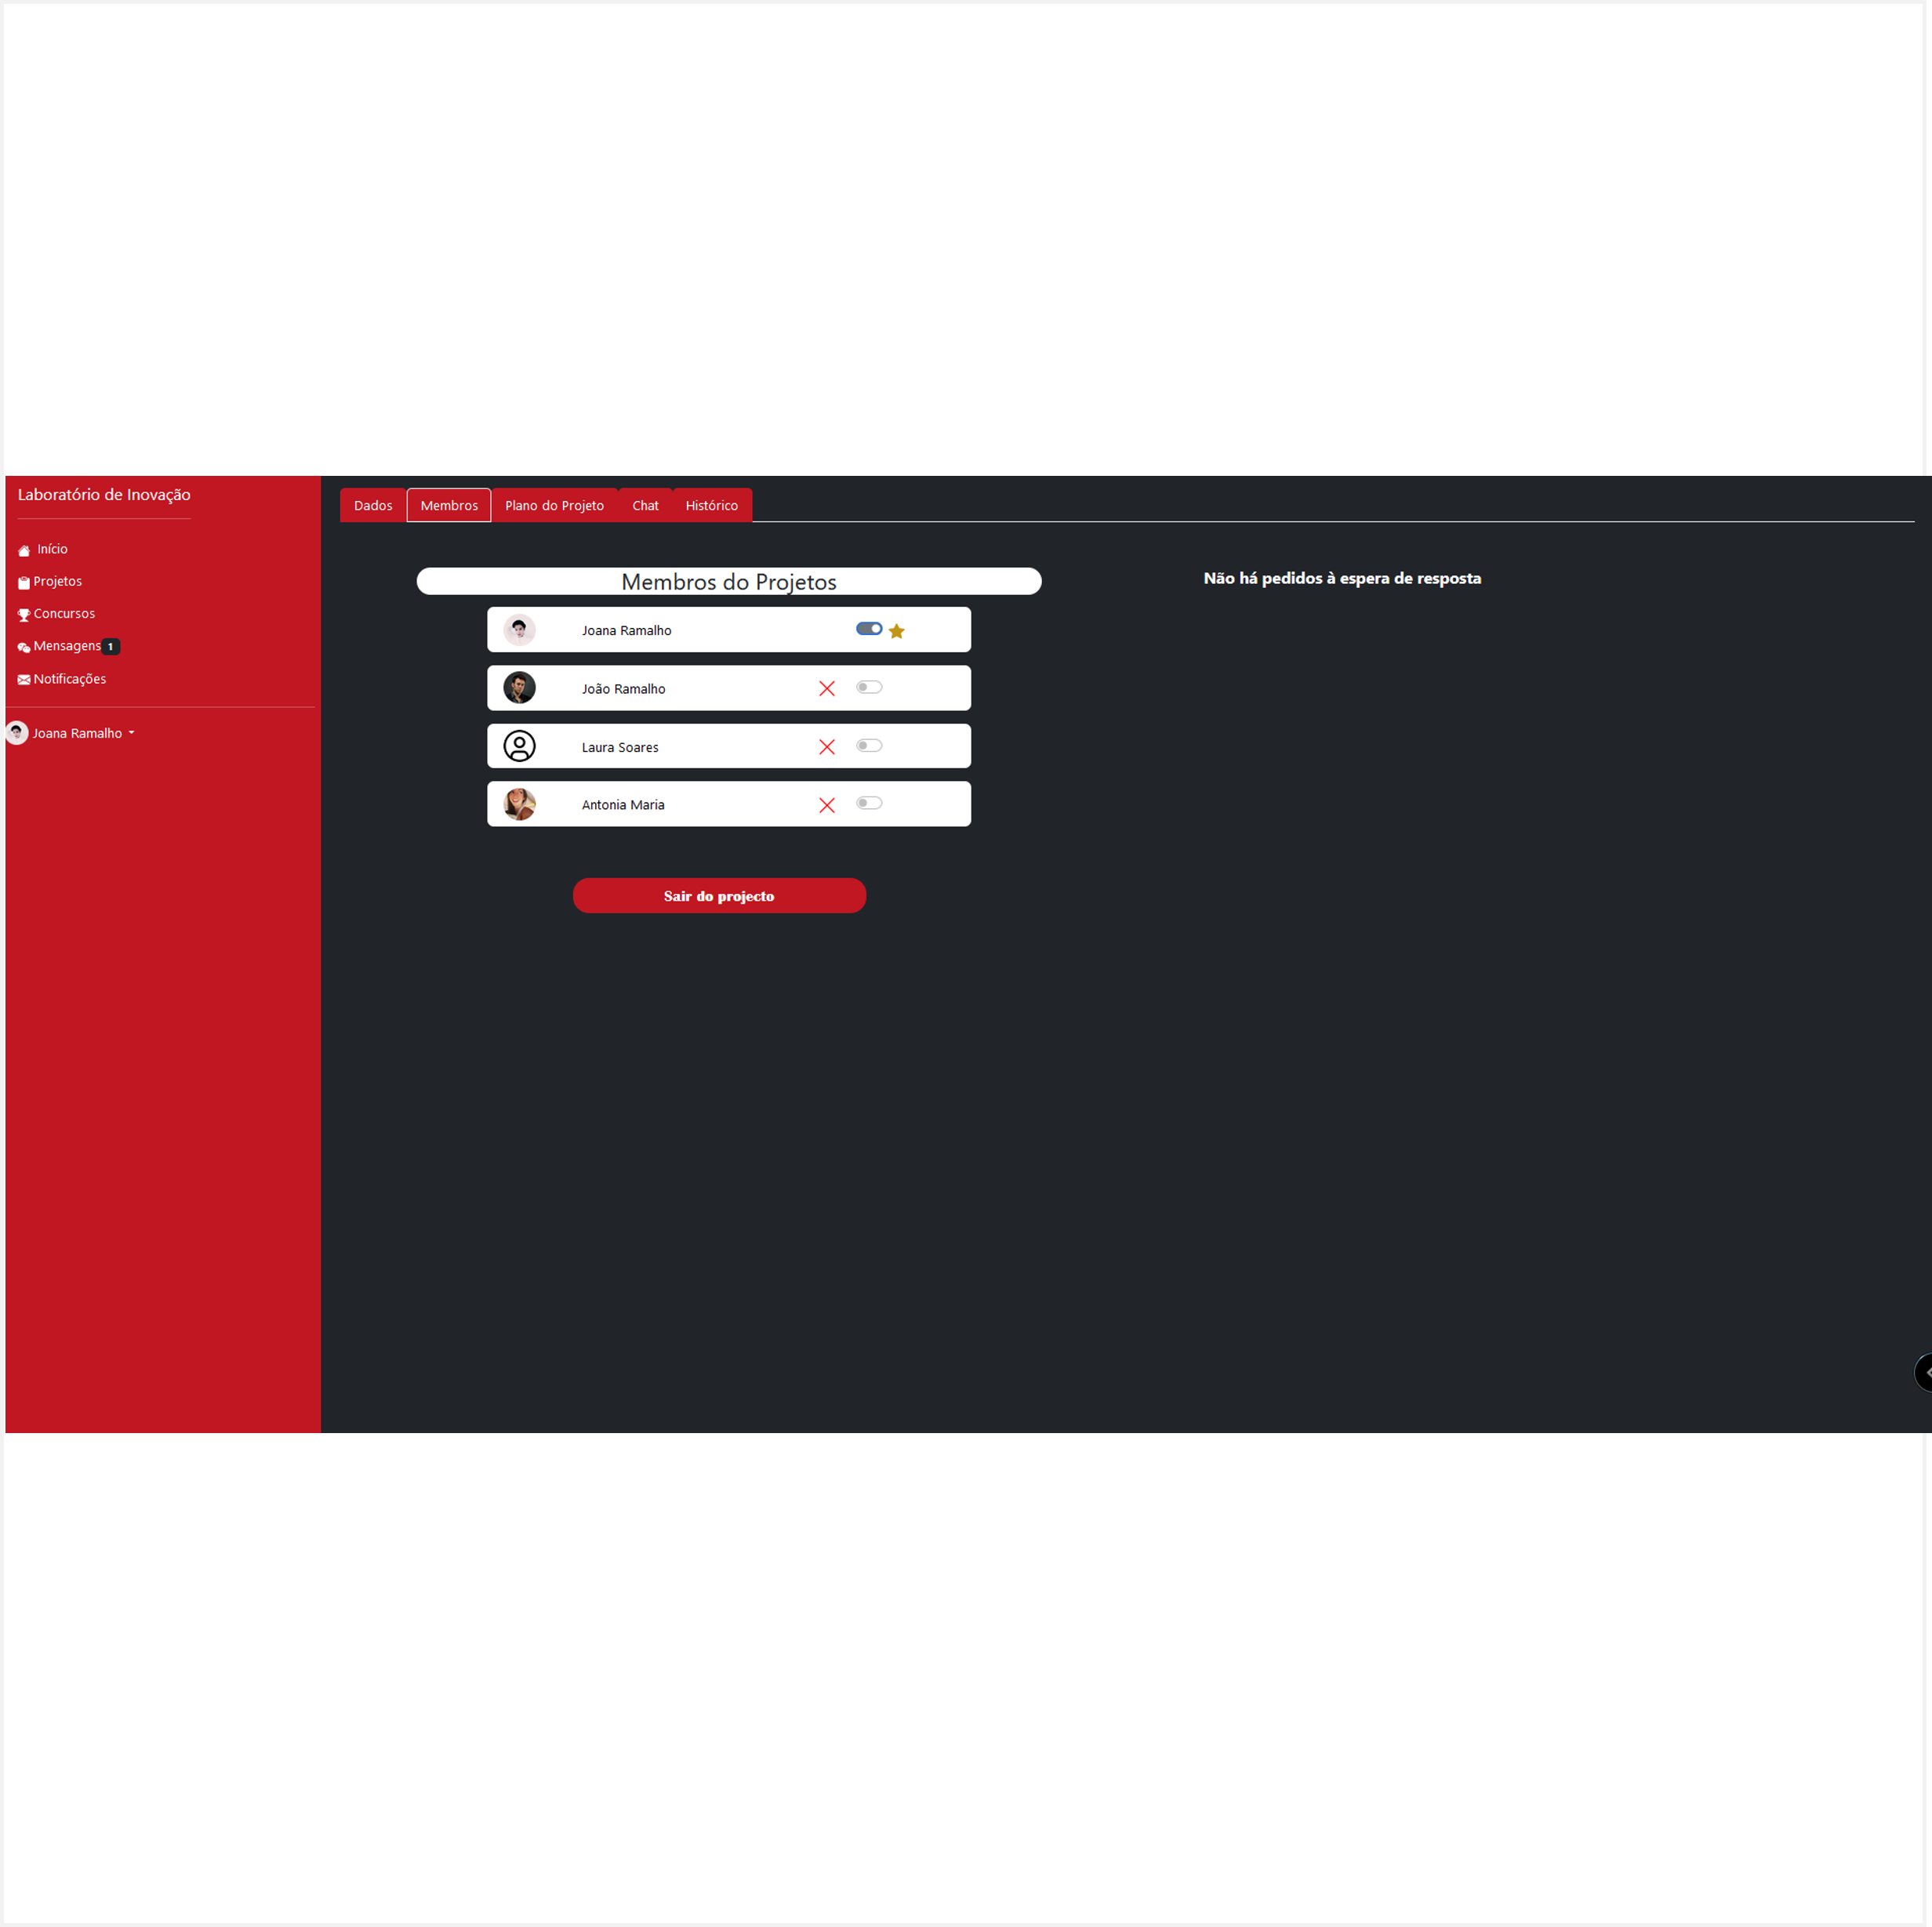 Laboratório de Inovação
Início
Projetos
Concursos
Mensagens 1
Notificações
Joana Ramalho
Dados Membros Plano do Projeto Chat Histórico
Membros do Projetos
Joana Ramalho
João Ramalho
Laura Soares
Antonia Maria
Sair do projecto
Não há pedidos à espera de resposta